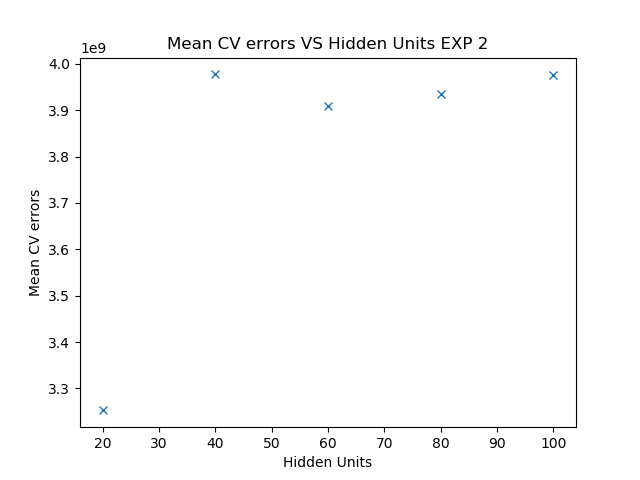 Mean CV errors VS Hidden Units EXP 2
1e9
4.0
3.9
3.8
3.7
3.6
3.5
3.4
3.3
Mean CV errors
20 30 40 50 60 70 80 90 100
Hidden Units